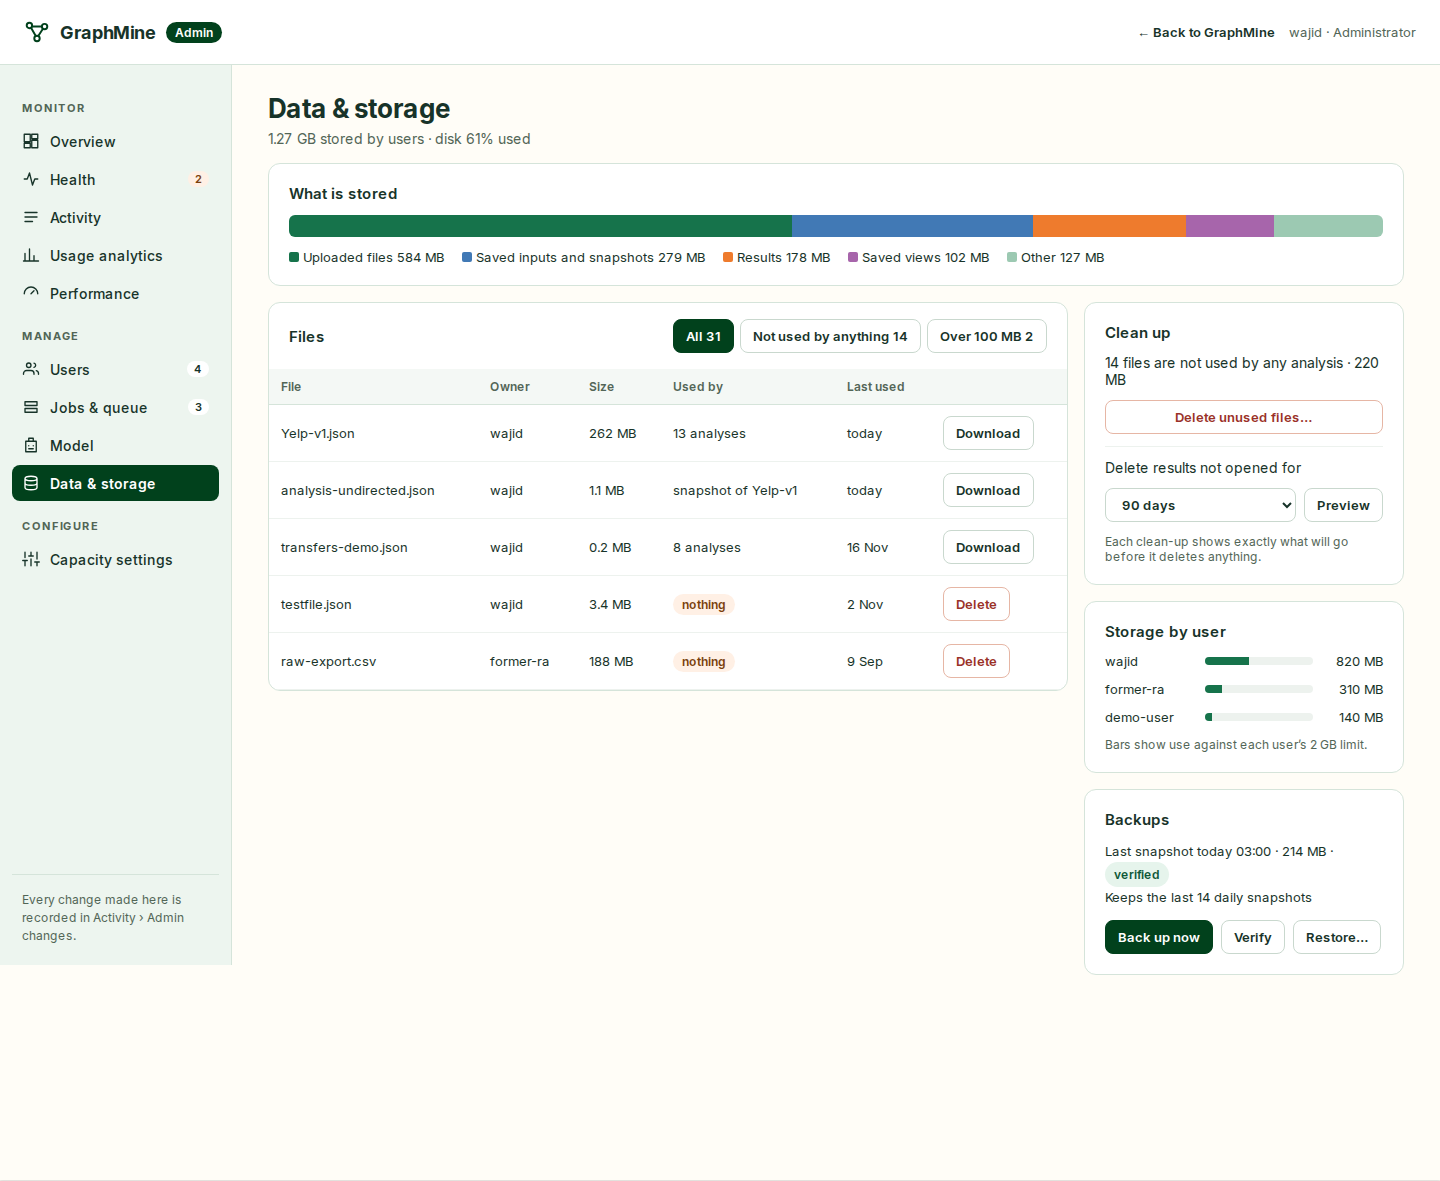 GraphMine Admin
← Back to GraphMine wajid · Administrator
MONITOR
Overview
Health 2
Activity
Usage analytics
Performance
MANAGE
Users 4
Jobs & queue 3
Model
Data & storage
CONFIGURE
Capacity settings
Every change made here is
recorded in Activity › Admin
changes.
Data & storage
1.27 GB stored by users · disk 61% used
What is stored
Uploaded files 584 MB Saved inputs and snapshots 279 MB Results 178 MB Saved views 102 MB Other 127 MB
Files All 31 Not used by anything 14 Over 100 MB 2
File Owner Size Used by Last used
Yelp-v1.json wajid 262 MB 13 analyses today Download
analysis-undirected.json wajid 1.1 MB snapshot of Yelp-v1 today Download
transfers-demo.json wajid 0.2 MB 8 analyses 16 Nov Download
testfile.json wajid 3.4 MB nothing 2 Nov Delete
raw-export.csv former-ra 188 MB nothing 9 Sep Delete
Clean up
14 files are not used by any analysis · 220
MB
Delete unused files…
Delete results not opened for
90 days Preview
Each clean-up shows exactly what will go
before it deletes anything.
Storage by user
wajid 820 MB
former-ra 310 MB
demo-user 140 MB
Bars show use against each user's 2 GB limit.
Backups
Last snapshot today 03:00 · 214 MB ·
verified
Keeps the last 14 daily snapshots
Back up now Verify Restore…